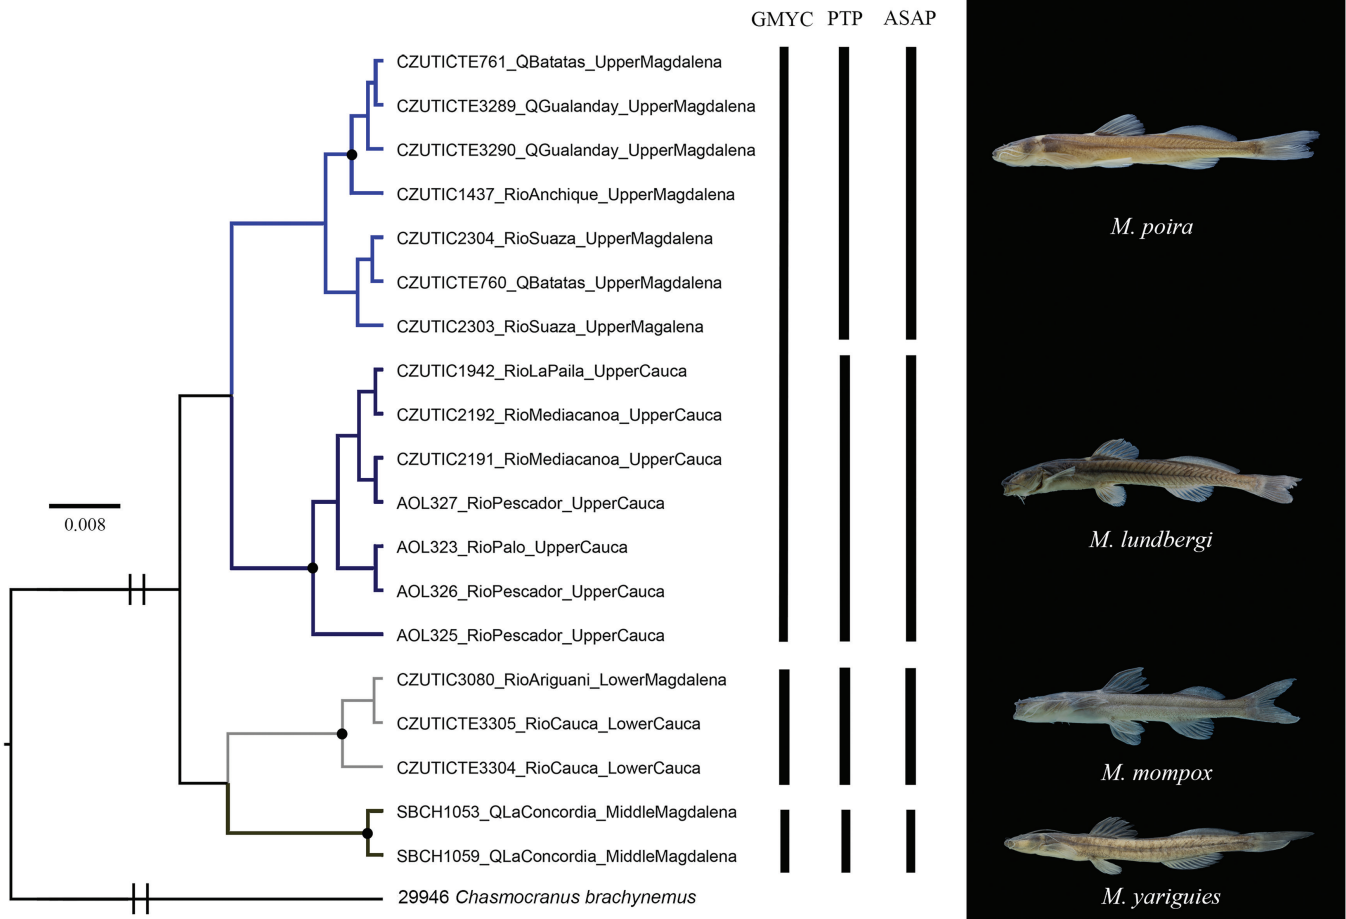 GMYC PTP ASAP
CZUTICTE761_QBatatas_UpperMagdalena
CZUTICTE3289_QGualanday_UpperMagdalena
CZUTICTE3290_QGualanday_UpperMagdalena
CZUTIC1437_RioAnchique_UpperMagdalena
M. poira
CZUTIC2304_RioSuaza_UpperMagdalena
CZUTICTE760_QBatatas_UpperMagdalena
CZUTIC2303_RioSuaza_UpperMagalena
CZUTIC1942_RioLaPaila_UpperCauca
CZUTIC2192_RioMediacanoa_UpperCauca
CZUTIC2191_RioMediacanoa_UpperCauca
AOL327_RioPescador_UpperCauca
0.008
M. lundbergi
AOL323_RioPalo_UpperCauca
AOL326_RioPescador_UpperCauca
AOL325_RioPescador_UpperCauca
CZUTIC3080_RioAriguani_LowerMagdalena
CZUTICTE3305_RioCauca_LowerCauca
CZUTICTE3304_RioCauca_LowerCauca
M. mompox
SBCH1053_QLaConcordia_MiddleMagdalena
SBCH1059_QLaConcordia_MiddleMagdalena
29946 Chasmocranus brachynemus
M. yariguies